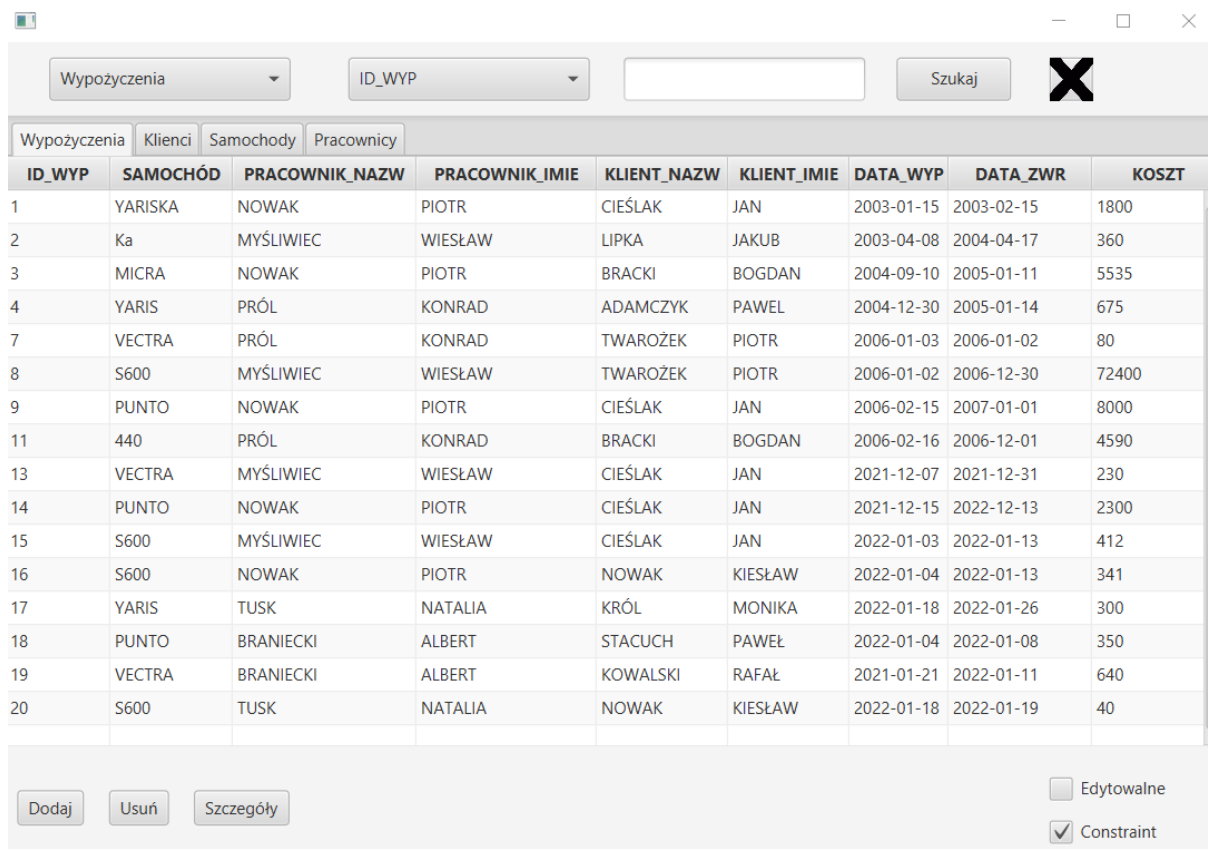 Wypożyczenia ID_WYP Szukaj
Wypożyczenia Klienci Samochody Pracownicy
ID_WYP SAMOCHÓD PRACOWNIK_NAZW PRACOWNIK_IMIE KLIENT_NAZW KLIENT_IMIE DATA_WYP DATA_ZWR KOSZT
1 YARISKA NOWAK PIOTR CIEŚLAK JAN 2003-01-15 2003-02-15 1800
2 Ka MYŚLIWIEC WIESŁAW LIPKA JAKUB 2003-04-08 2004-04-17 360
3 MICRA NOWAK PIOTR BRACKI BOGDAN 2004-09-10 2005-01-11 5535
4 YARIS PRÓL KONRAD ADAMCZYK PAWEL 2004-12-30 2005-01-14 675
7 VECTRA PRÓL KONRAD TWAROŻEK PIOTR 2006-01-03 2006-01-02 80
8 S600 MYŚLIWIEC WIESŁAW TWAROŻEK PIOTR 2006-01-02 2006-12-30 72400
9 PUNTO NOWAK PIOTR CIEŚLAK JAN 2006-02-15 2007-01-01 8000
11 440 PRÓL KONRAD BRACKI BOGDAN 2006-02-16 2006-12-01 4590
13 VECTRA MYŚLIWIEC WIESŁAW CIEŚLAK JAN 2021-12-07 2021-12-31 230
14 PUNTO NOWAK PIOTR CIEŚLAK JAN 2021-12-15 2022-12-13 2300
15 S600 MYŚLIWIEC WIESŁAW CIEŚLAK JAN 2022-01-03 2022-01-13 412
16 S600 NOWAK PIOTR NOWAK KIESŁAW 2022-01-04 2022-01-13 341
17 YARIS TUSK NATALIA KRÓL MONIKA 2022-01-18 2022-01-26 300
18 PUNTO BRANIECKI ALBERT STACUCH PAWEŁ 2022-01-04 2022-01-08 350
19 VECTRA BRANIECKI ALBERT KOWALSKI RAFAŁ 2021-01-21 2022-01-11 640
20 S600 TUSK NATALIA NOWAK KIESŁAW 2022-01-18 2022-01-19 40
Dodaj Usuń Szczegóły
Edytowalne
Constraint